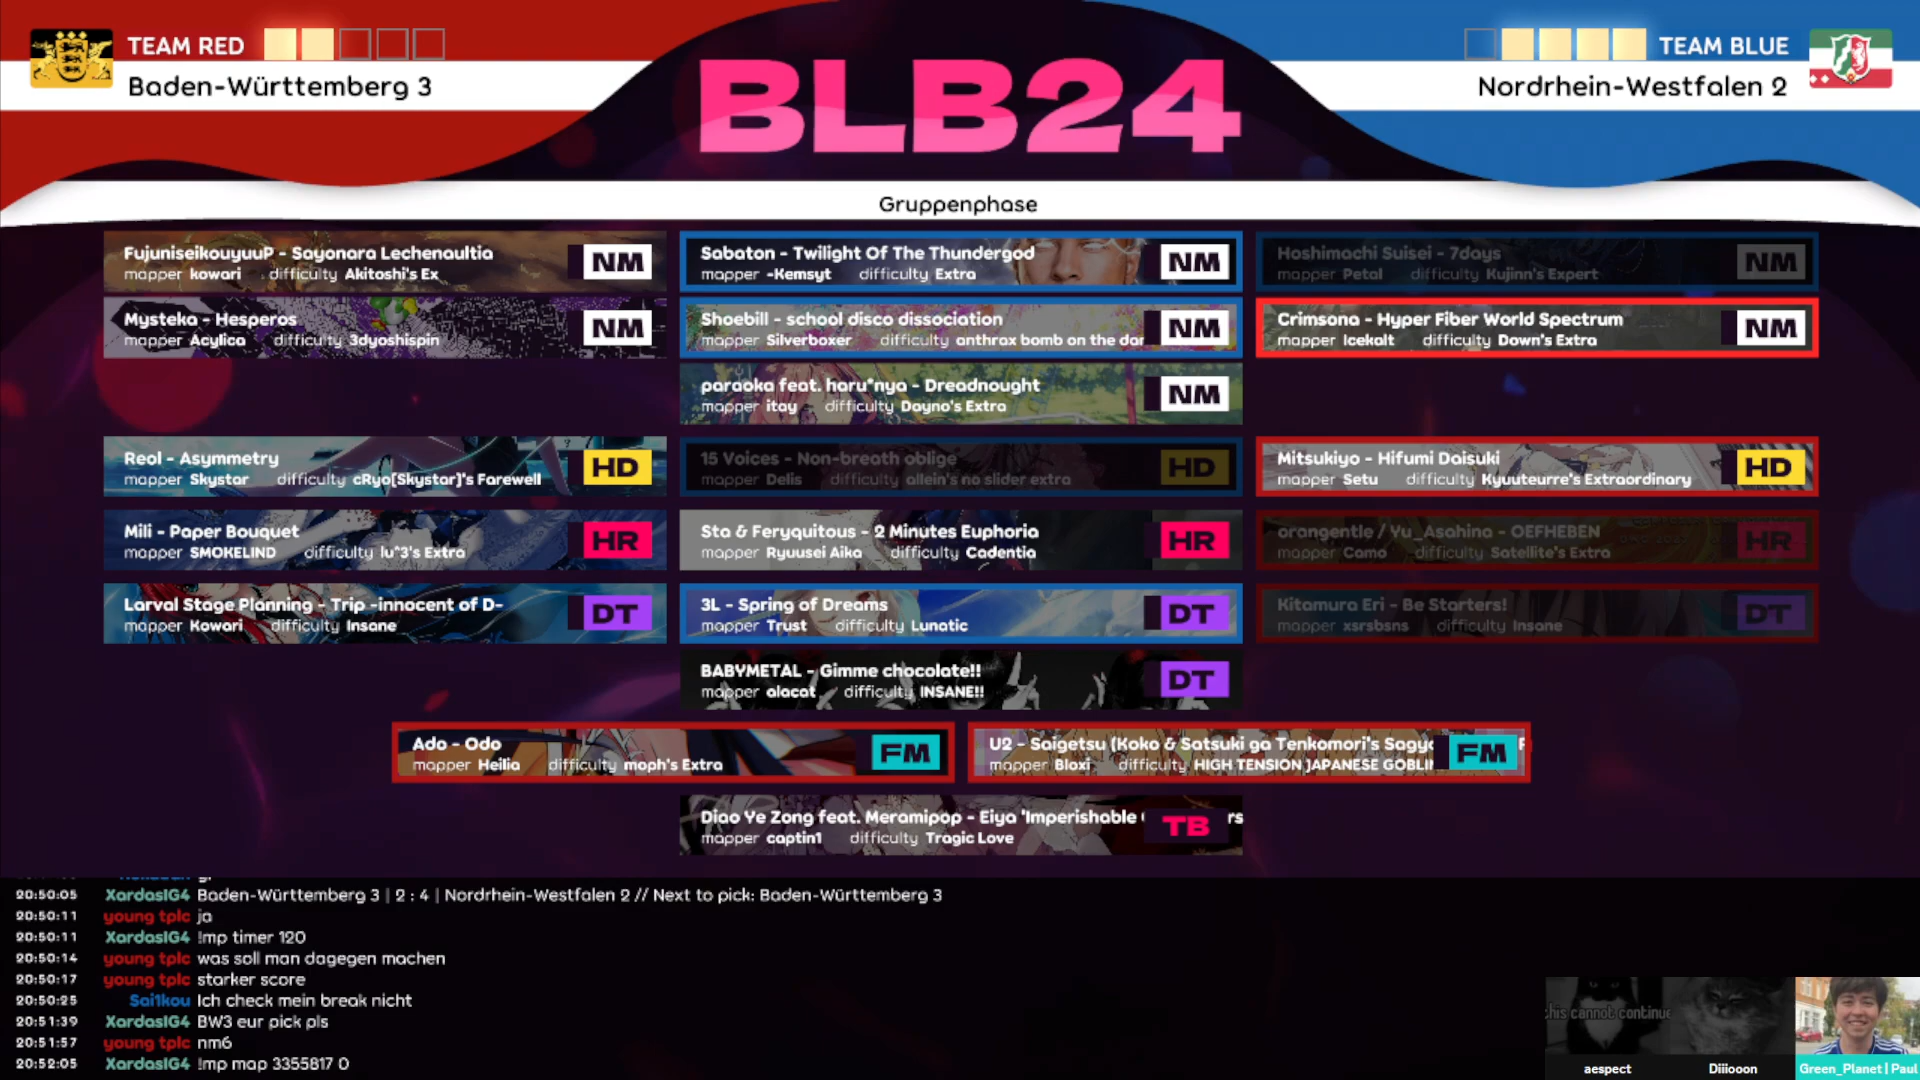 TEAM RED
Baden-Württemberg 3
BLB24
TEAM BLUE
Nordrhein-Westfalen 2
Gruppenphase
FujuniseikouyuuP - Sayonara Lechenaultia
mapper kowari difficulty Akitoshi's Ex
NM
Sabaton - Twilight Of The Thundergod
mapper -Kemsyt difficulty Extra
NM
Hoshimachi Suisei - 7days
mapper Petal difficulty Kujinn's Expert
NM
Mysteka - Hesperos
mapper Acylica difficulty 3dyoshispin
NM
Shoebill - school disco dissociation
mapper Silverboxer difficulty anthrax bomb on the dar
NM
Crimsona - Hyper Fiber World Spectrum
mapper Icekalt difficulty Down's Extra
NM
paraoka feat. haru*nya - Dreadnought
mapper itay difficulty Dayno's Extra
NM
Reol - Asymmetry
mapper Skystar difficulty cRyo[Skystar]'s Farewell
HD
15 Voices - Non-breath oblige
mapper Delis difficulty allein's no slider extra
HD
Mitsukiyo - Hifumi Daisuki
mapper Setu difficulty Kyuuteurre's Extraordinary
HD
Mili - Paper Bouquet
mapper SMOKELIND difficulty lu^3's Extra
HR
Sta & Feryquitous - 2 Minutes Euphoria
mapper Ryuusei Aika difficulty Cadentia
HR
orangentle / Yu_Asahina - OEFHEBEN
mapper Camo difficulty Satellite's Extra
HR
Larval Stage Planning - Trip -innocent of D-
mapper Kowari difficulty Insane
DT
3L - Spring of Dreams
mapper Trust difficulty Lunatic
DT
Kitamura Eri - Be Starters!
mapper xsrsbsns difficulty Insane
DT
BABYMETAL - Gimme chocolate!!
mapper alacat difficulty INSANE!!
DT
Ado - Odo
mapper Heilia difficulty moph's Extra
FM
U2 - Saigetsu (Koko & Satsuki ga Tenkomori's Sagyo
mapper Bloxi difficulty HIGH TENSION JAPANESE GOBLIN
FM
Diao Ye Zong feat. Meramipop - Eiya 'Imperishable
mapper captin1 difficulty Tragic Love
TB
20:50:05 XardasIG4 Baden-Württemberg 3 | 2 : 4 | Nordrhein-Westfalen 2 // Next to pick: Baden-Württemberg 3
20:50:11 young tplc ja
20:50:11 XardasIG4 !mp timer 120
20:50:14 young tplc was soll man dagegen machen
20:50:17 young tplc starker score
20:50:25 Sai1kou Ich check mein break nicht
20:51:39 XardasIG4 BW3 eur pick pls
20:51:57 young tplc nm6
20:52:05 XardasIG4 !mp map 3355817 0
this cannot continue
aespect
Diiiooon
Green_Planet | Paul